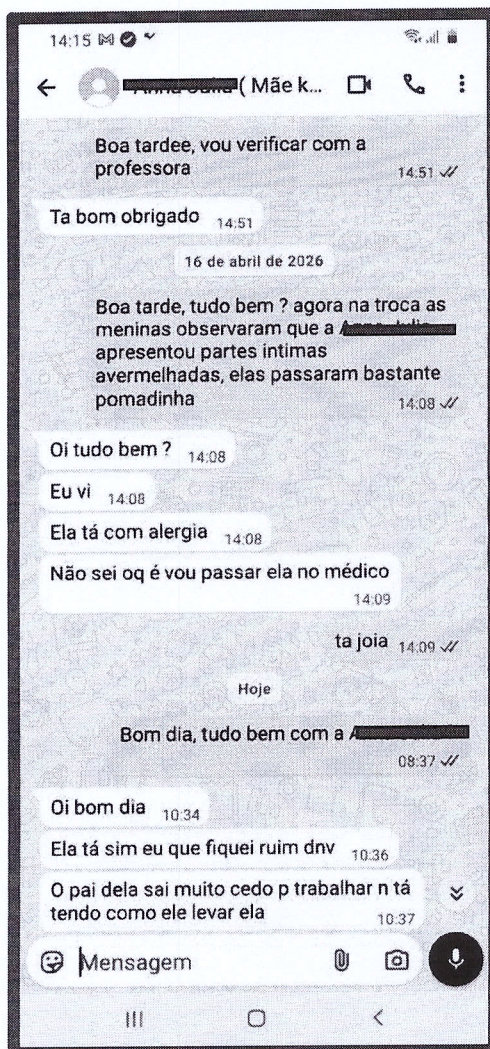 14:15
( Mãe k...
Boa tardee, vou verificar com a
professora
14:51
Ta bom obrigado 14:51
16 de abril de 2026
Boa tarde, tudo bem ? agora na troca as
meninas observaram que a
apresentou partes intimas
avermelhadas, elas passaram bastante
pomadinha
14:08
Oi tudo bem ? 14:08
Eu vi 14:08
Ela tá com alergia 14:08
Não sei oq é vou passar ela no médico
14:09
ta joia 14:09
Hoje
Bom dia, tudo bem com a
08:37
Oi bom dia 10:34
Ela tá sim eu que fiquei ruim dnv 10:36
O pai dela sai muito cedo p trabalhar n tá
tendo como ele levar ela
10:37
Mensagem